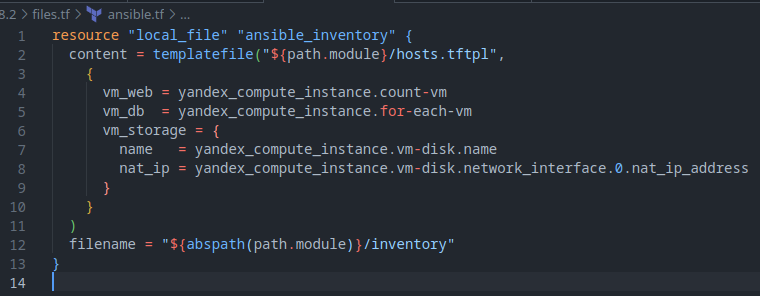 8.2 > files.tf > ansible.tf > ...
1 resource "local_file" "ansible_inventory" {
2 content = templatefile("${path.module}/hosts.tftpl",
3 {
4 vm_web = yandex_compute_instance.count-vm
5 vm_db = yandex_compute_instance.for-each-vm
6 vm_storage = {
7 name = yandex_compute_instance.vm-disk.name
8 nat_ip = yandex_compute_instance.vm-disk.network_interface.0.nat_ip_address
9 }
10 }
11 )
12 filename = "${abspath(path.module)}/inventory"
13 }
14